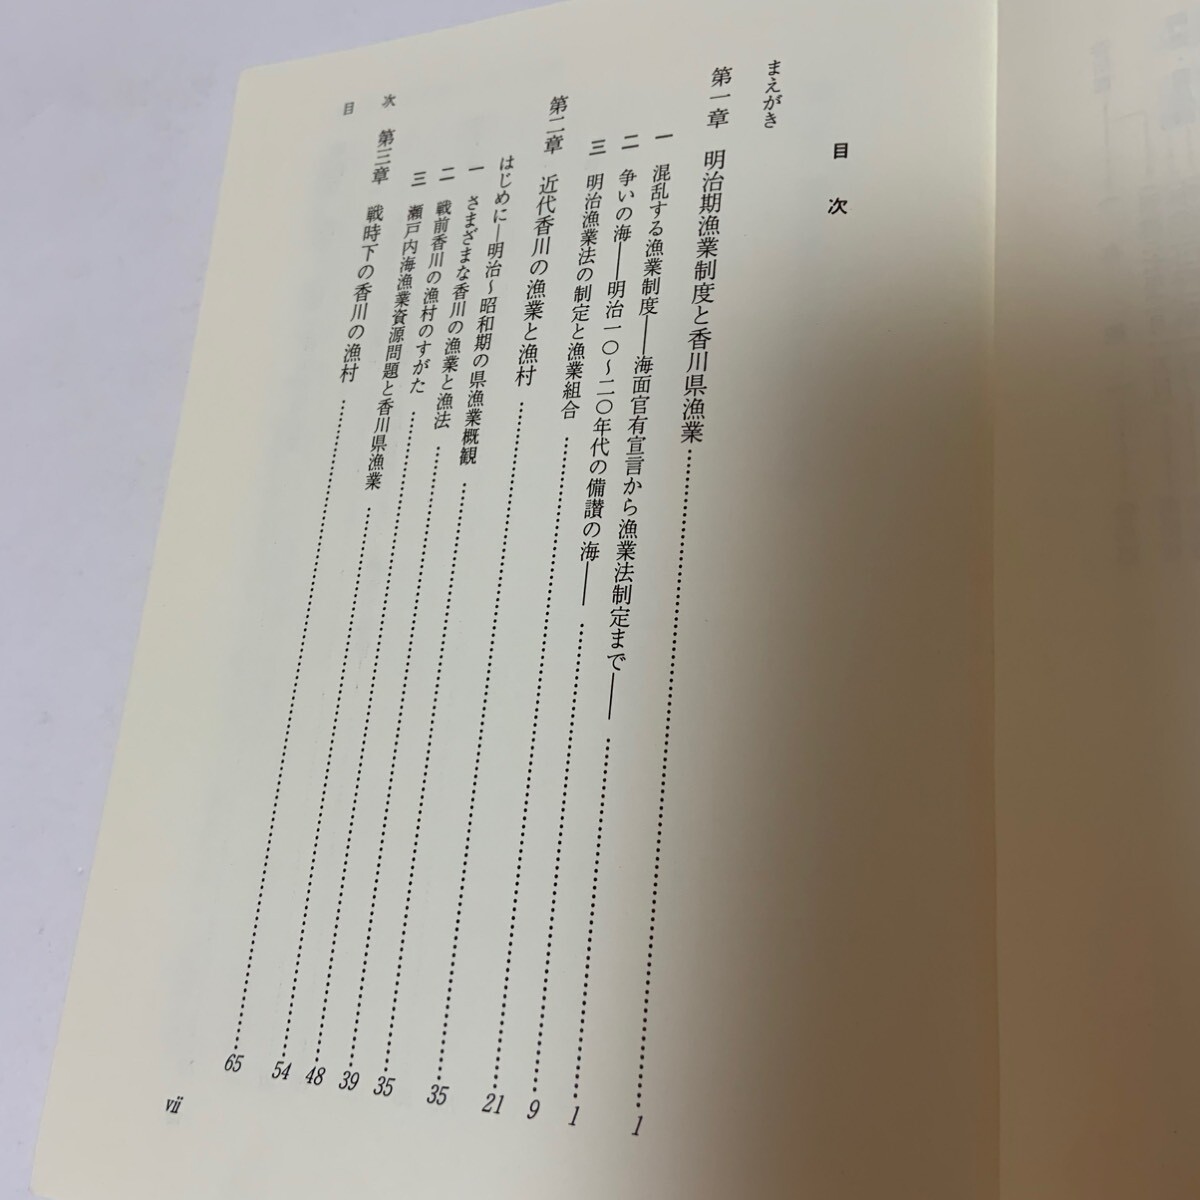 目次
まえがき
第一章 明治期漁業制度と香川県漁業……1
一 混乱する漁業制度――海面官有宣言から漁業法制定まで――……1
二 争いの海――明治一〇〜二〇年代の備讃の海――……9
三 明治漁業法の制定と漁業組合……21
第二章 近代香川の漁業と漁村……35
はじめに―明治〜昭和期の県漁業概観……35
一 さまざまな香川の漁業と漁法……39
二 戦前香川の漁村のすがた……48
三 瀬戸内海漁業資源問題と香川県漁業……54
第三章 戦時下の香川の漁村……65
目次
vii